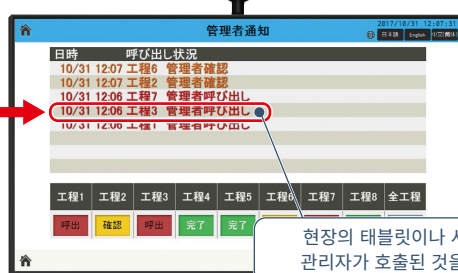 管理者通知
2017/10/31 12:07:31
日本語 English 中文(簡体)
日時 呼び出し状況
10/31 12:07 工程6 管理者確認
10/31 12:07 工程2 管理者確認
10/31 12:06 工程7 管理者呼び出し
10/31 12:06 工程3 管理者呼び出し
10/31 12:06 工程1 管理者呼び出し
工程1 工程2 工程3 工程4 工程5 工程6 工程7 工程8 全工程
呼出 確認 呼出 完了 完了
현장의 태블릿이나
관리자가 호출된 것을